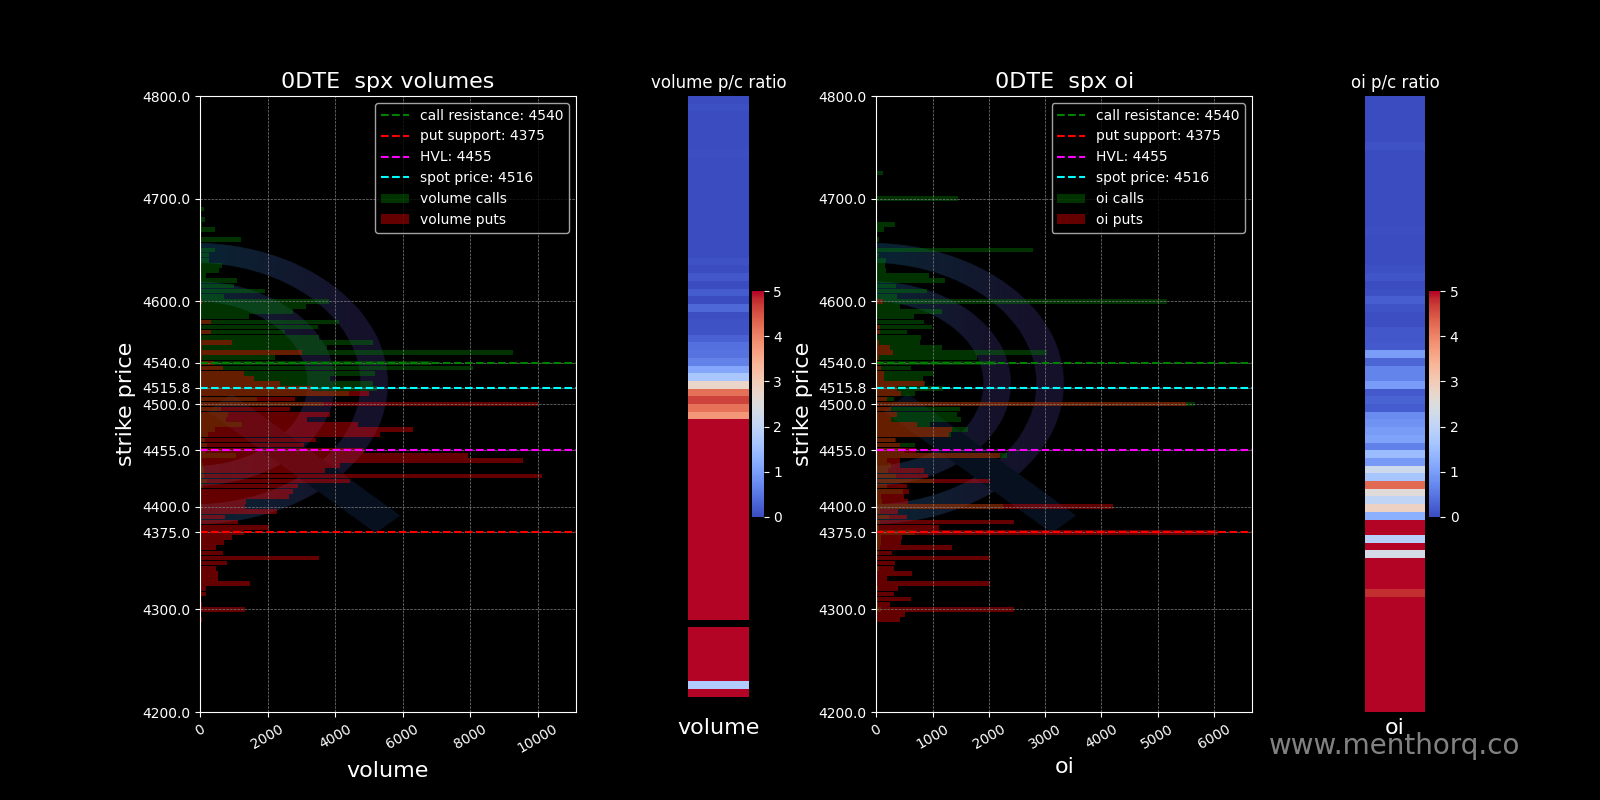 0DTE  spx volumes
volume p/c ratio
0DTE  spx oi
oi p/c ratio
strike price
4800.0
4700.0
4600.0
4540.0
4515.8
4500.0
4455.0
4400.0
4375.0
4300.0
4200.0
call resistance: 4540
put support: 4375
HVL: 4455
spot price: 4516
volume calls
volume puts
0
2000
4000
6000
8000
10000
volume
5
4
3
2
1
0
volume
strike price
4800.0
4700.0
4600.0
4540.0
4515.8
4500.0
4455.0
4400.0
4375.0
4300.0
4200.0
call resistance: 4540
put support: 4375
HVL: 4455
spot price: 4516
oi calls
oi puts
0
1000
2000
3000
4000
5000
6000
oi
5
4
3
2
1
0
oi
www.menthorq.co